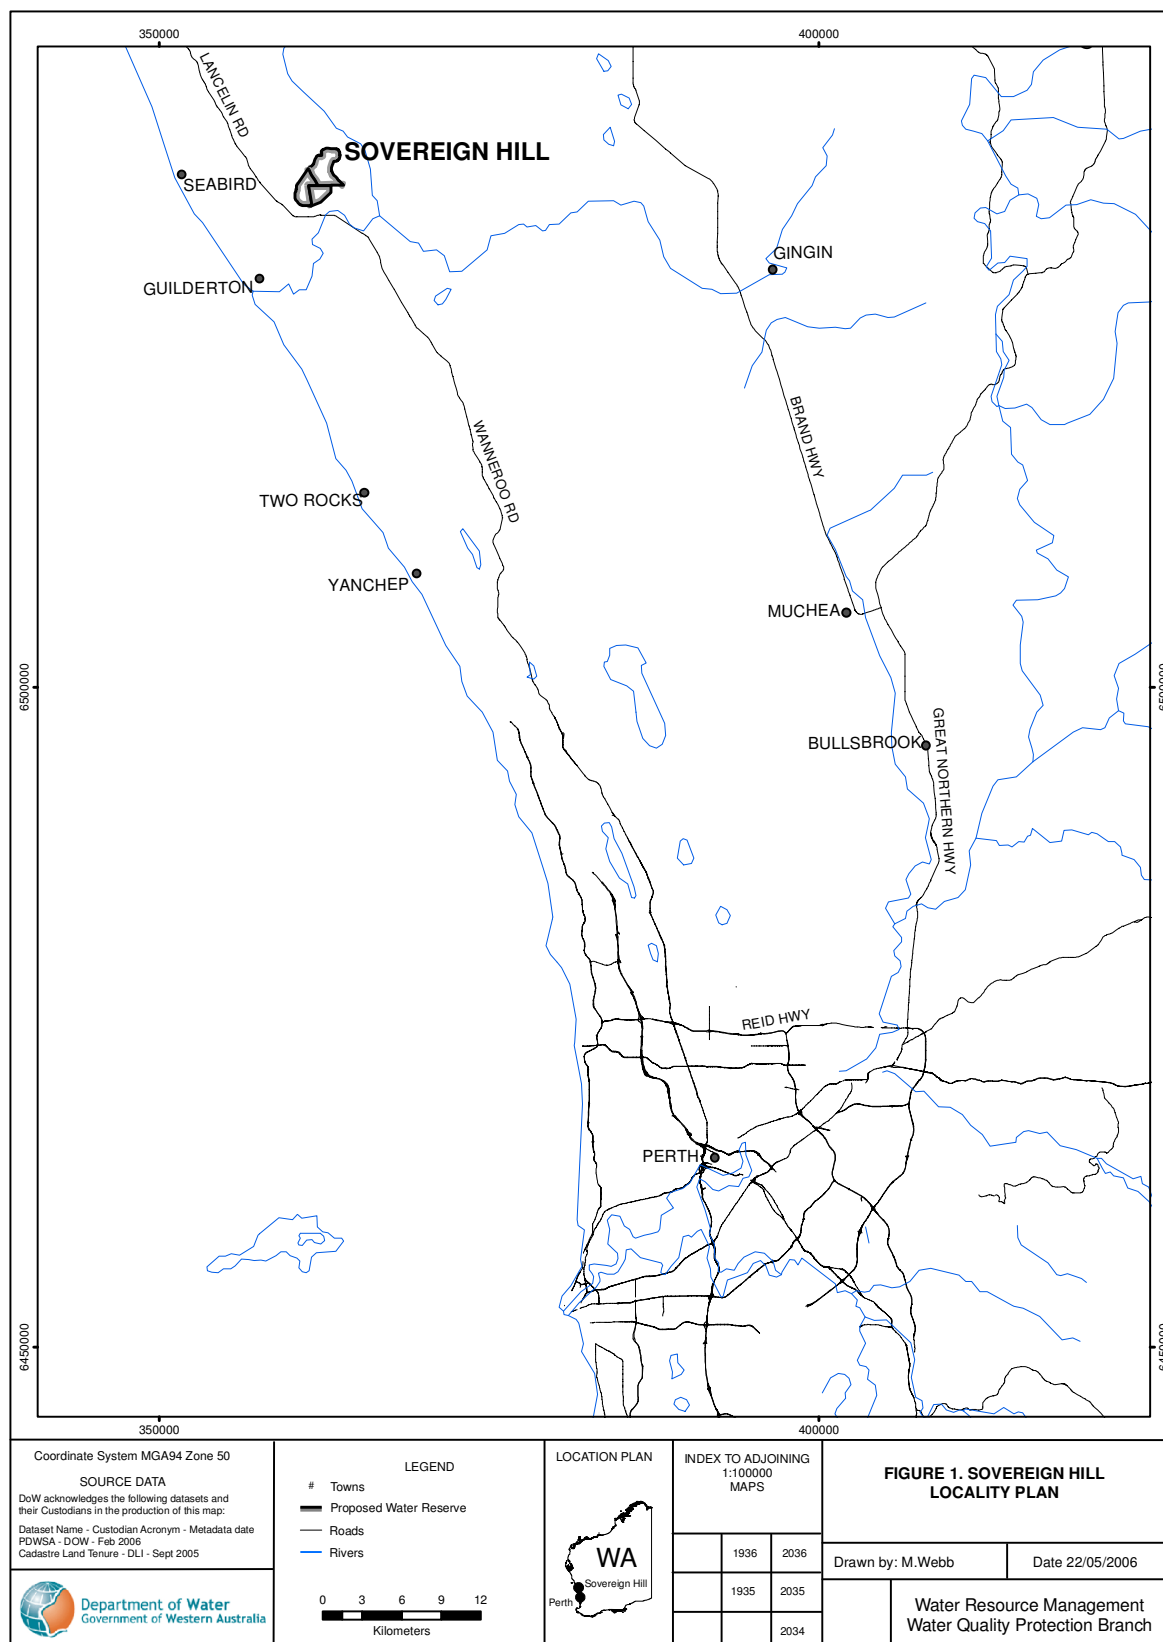 350000
400000
LANCELIN RD
SOVEREIGN HILL
SEABIRD
GINGIN
GUILDERTON
BRAND HWY
WANNEROO RD
TWO ROCKS
YANCHEP
MUCHEA
6500000
6500000
GREAT NORTHERN HWY
BULLSBROOK
REID HWY
PERTH
6450000
6450000
350000
400000
Coordinate System MGA94 Zone 50
SOURCE DATA
DoW acknowledges the following datasets and
their Custodians in the production of this map:
Dataset Name - Custodian Acronym - Metadata date
PDWSA - DOW - Feb 2006
Cadastre Land Tenure - DLI - Sept 2005
Department of Water
Government of Western Australia
LEGEND
# Towns
Proposed Water Reserve
Roads
Rivers
0 3 6 9 12
Kilometers
LOCATION PLAN
WA
Sovereign Hill
Perth
INDEX TO ADJOINING
1:100000
MAPS
1936 2036
1935 2035
2034
FIGURE 1. SOVEREIGN HILL
LOCALITY PLAN
Drawn by: M.Webb
Date 22/05/2006
Water Resource Management
Water Quality Protection Branch